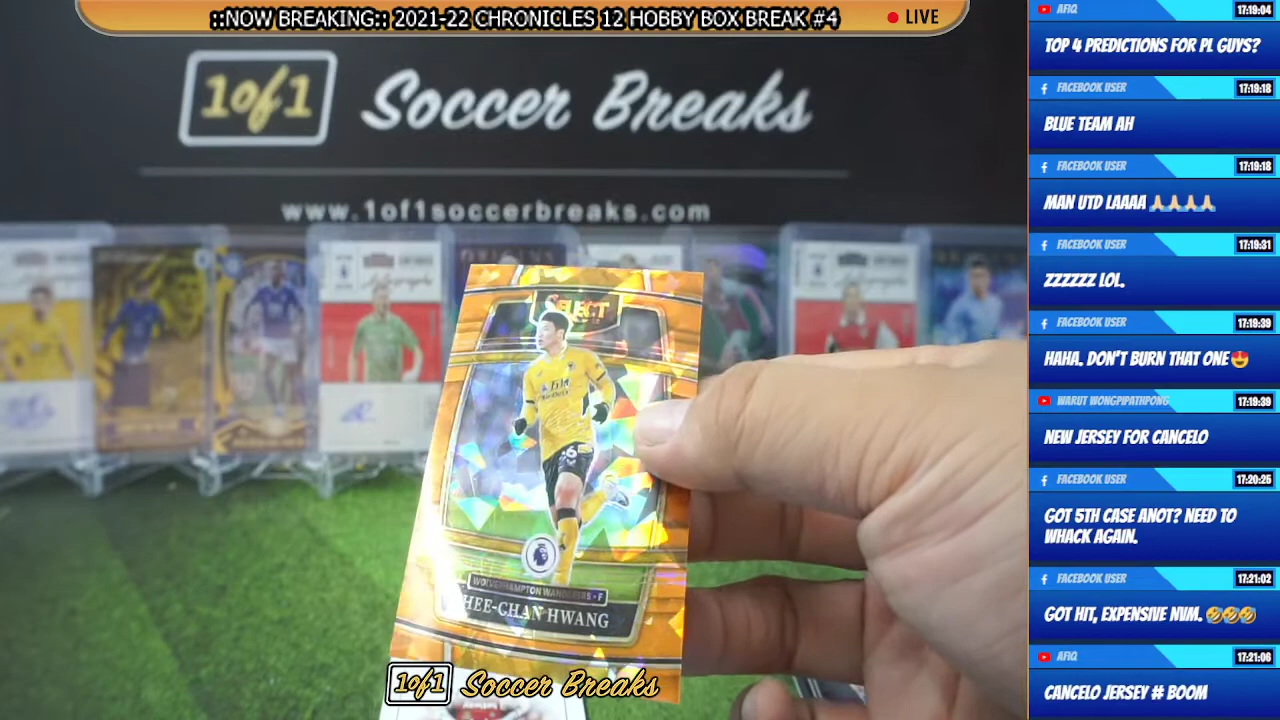 ::NOW BREAKING:: 2021-22 CHRONICLES 12 HOBBY BOX BREAK #4
LIVE
1of1 Soccer Breaks
www.1of1soccerbreaks.com
SELECT
WOLVERHAMPTON WANDERERS • F
HEE-CHAN HWANG
1of1 Soccer Breaks
AFIQ 17:19:04
TOP 4 PREDICTIONS FOR PL GUYS?
FACEBOOK USER 17:19:18
BLUE TEAM AH
FACEBOOK USER 17:19:18
MAN UTD LAAAA 🙏🙏🙏🙏
FACEBOOK USER 17:19:31
ZZZZZZ LOL.
FACEBOOK USER 17:19:39
HAHA. DON'T BURN THAT ONE😍
WARUT WONGPIPATHPONG 17:19:39
NEW JERSEY FOR CANCELO
FACEBOOK USER 17:20:25
GOT 5TH CASE ANOT? NEED TO
WHACK AGAIN.
FACEBOOK USER 17:21:02
GOT HIT, EXPENSIVE NVM. 🤣🤣🤣
AFIQ 17:21:06
CANCELO JERSEY # BOOM